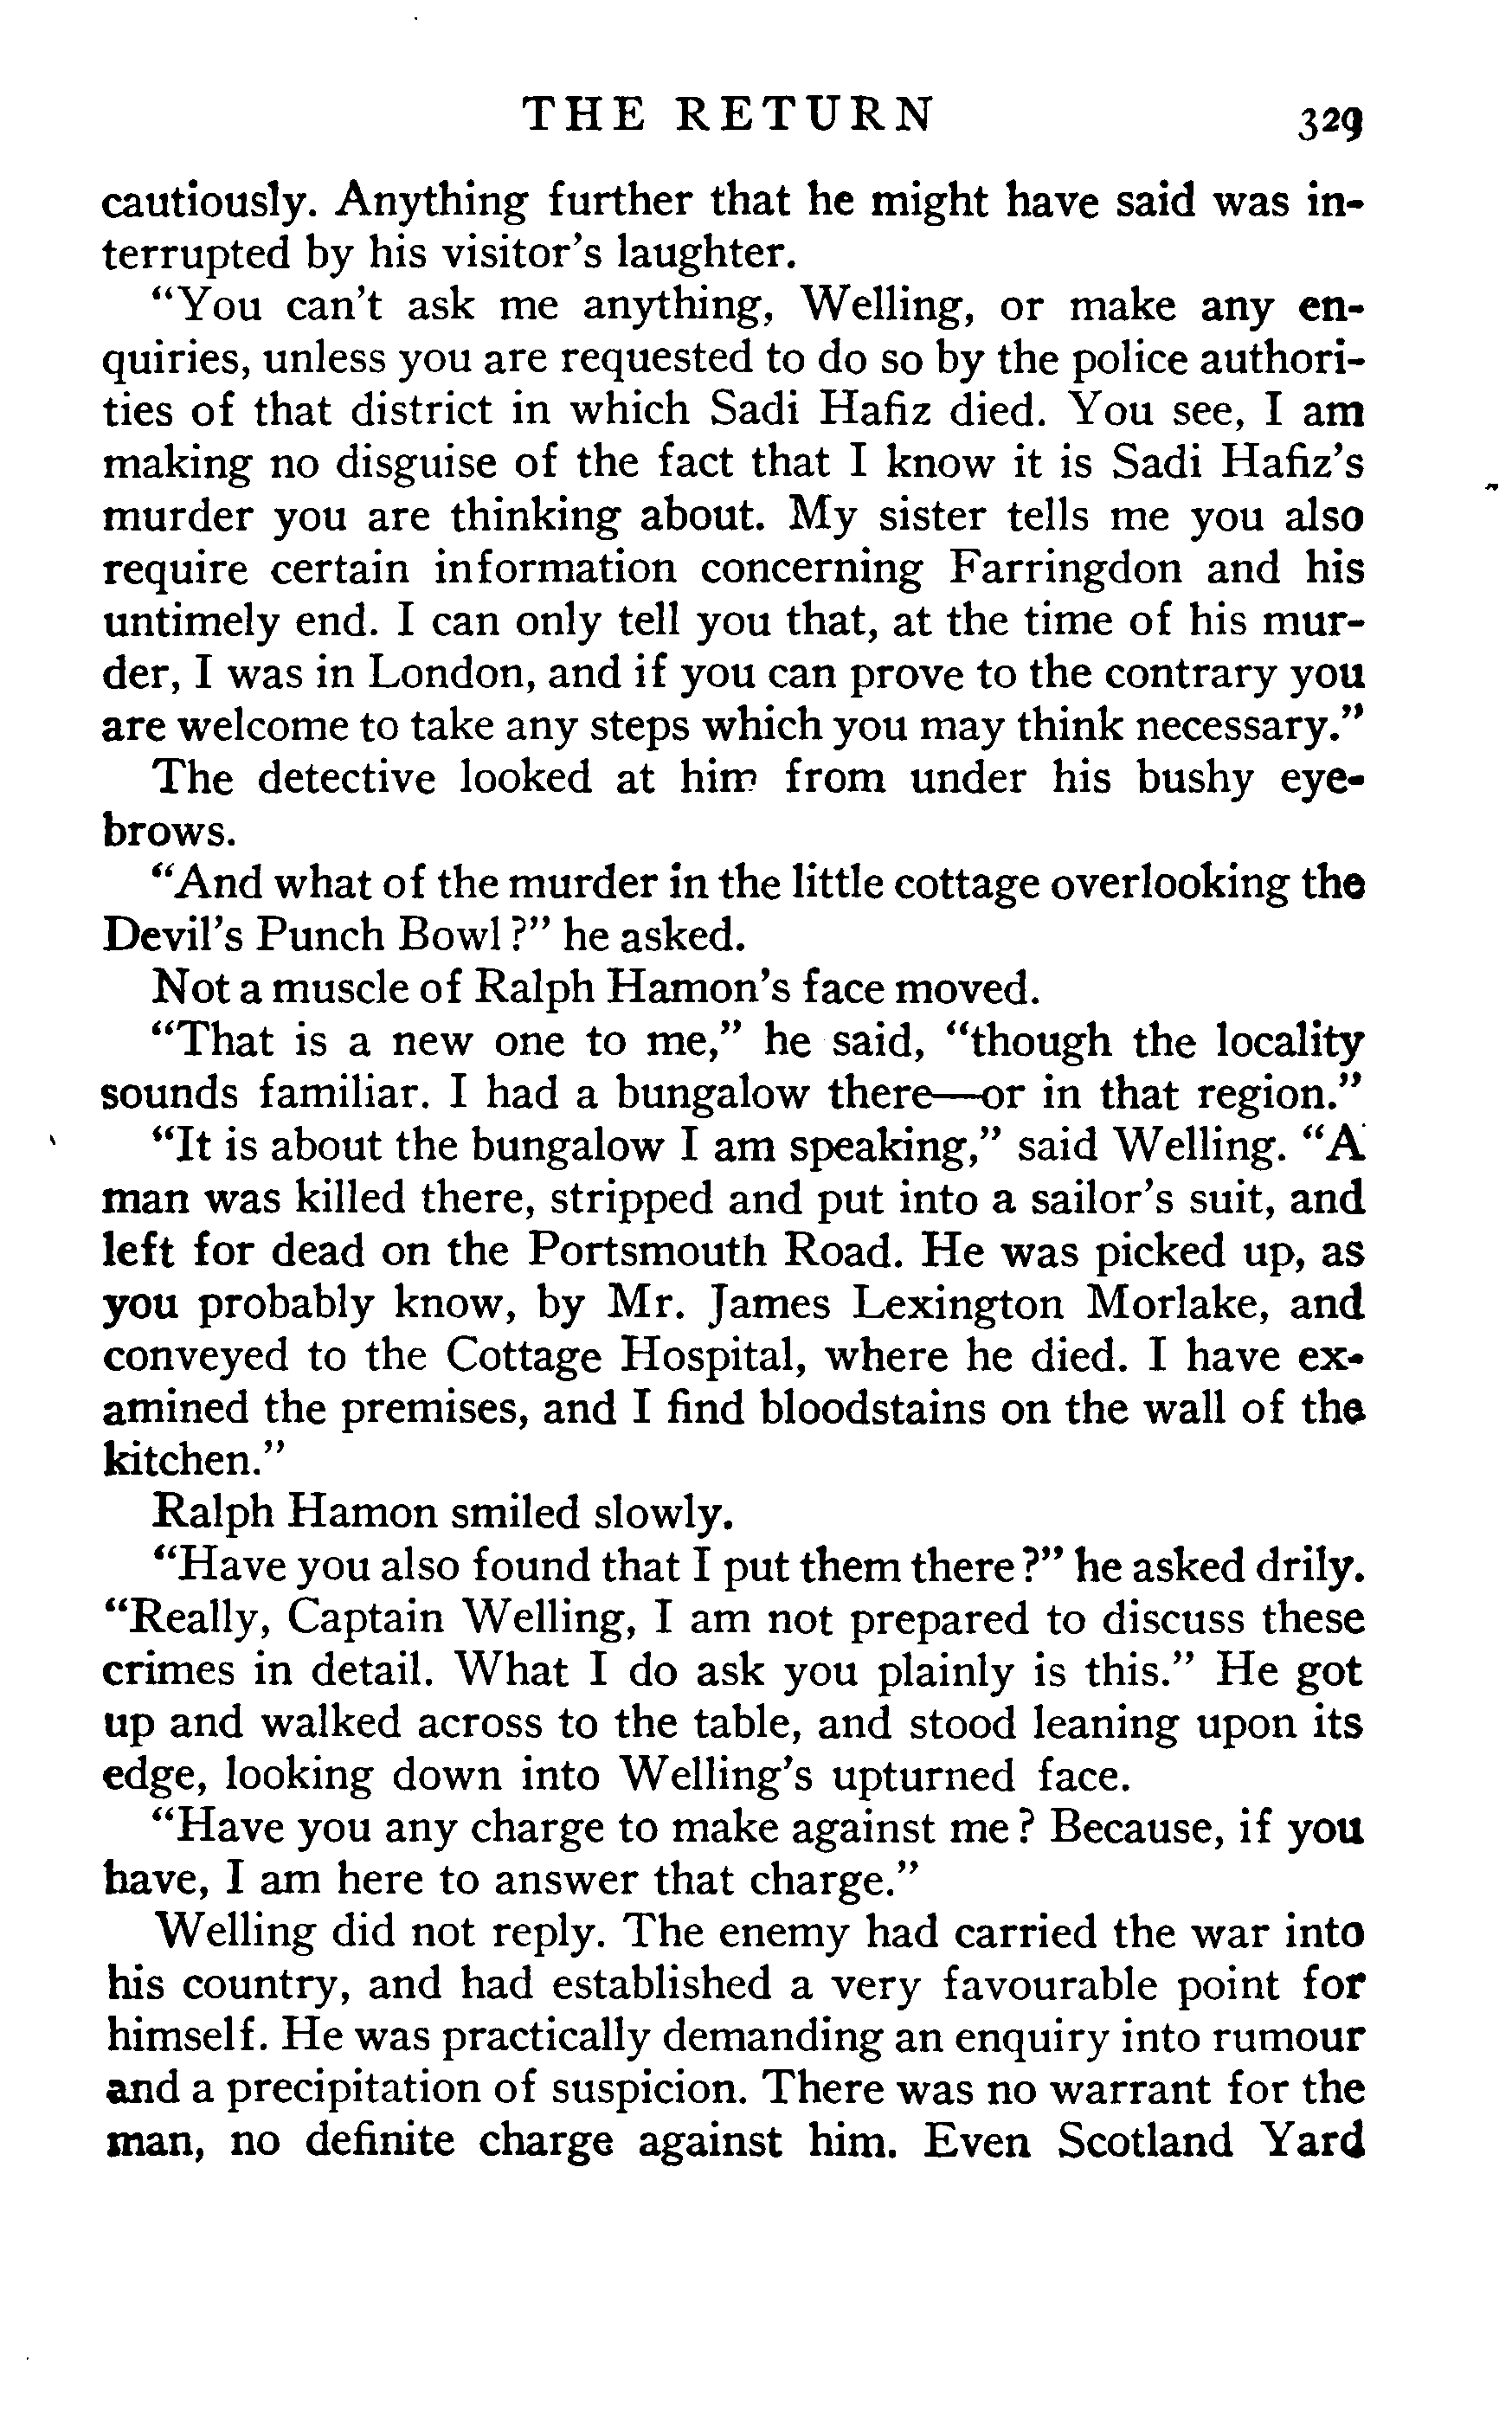 THE RETURN 329
cautiously. Anything further that he might have said was in-
terrupted by his visitor's laughter.
"You can't ask me anything, Welling, or make any en-
quiries, unless you are requested to do so by the police authori-
ties of that district in which Sadi Hafiz died. You see, I am
making no disguise of the fact that I know it is Sadi Hafiz's
murder you are thinking about. My sister tells me you also
require certain information concerning Farringdon and his
untimely end. I can only tell you that, at the time of his mur-
der, I was in London, and if you can prove to the contrary you
are welcome to take any steps which you may think necessary."
The detective looked at him from under his bushy eye-
brows.
"And what of the murder in the little cottage overlooking the
Devil's Punch Bowl?" he asked.
Not a muscle of Ralph Hamon's face moved.
"That is a new one to me," he said, "though the locality
sounds familiar. I had a bungalow there—or in that region."
"It is about the bungalow I am speaking," said Welling. "A
man was killed there, stripped and put into a sailor's suit, and
left for dead on the Portsmouth Road. He was picked up, as
you probably know, by Mr. James Lexington Morlake, and
conveyed to the Cottage Hospital, where he died. I have ex-
amined the premises, and I find bloodstains on the wall of the
kitchen."
Ralph Hamon smiled slowly.
"Have you also found that I put them there?" he asked drily.
"Really, Captain Welling, I am not prepared to discuss these
crimes in detail. What I do ask you plainly is this." He got
up and walked across to the table, and stood leaning upon its
edge, looking down into Welling's upturned face.
"Have you any charge to make against me? Because, if you
have, I am here to answer that charge."
Welling did not reply. The enemy had carried the war into
his country, and had established a very favourable point for
himself. He was practically demanding an enquiry into rumour
and a precipitation of suspicion. There was no warrant for the
man, no definite charge against him. Even Scotland Yard